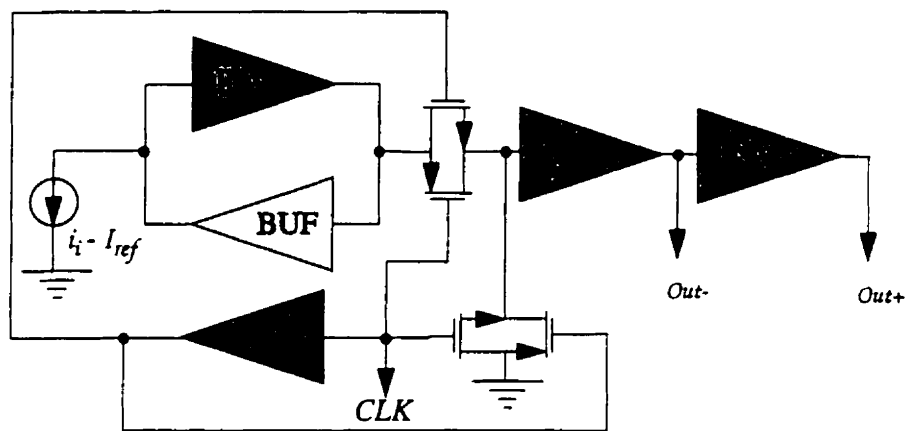 BUF
i_i - I_ref
Out-
Out+
CLK